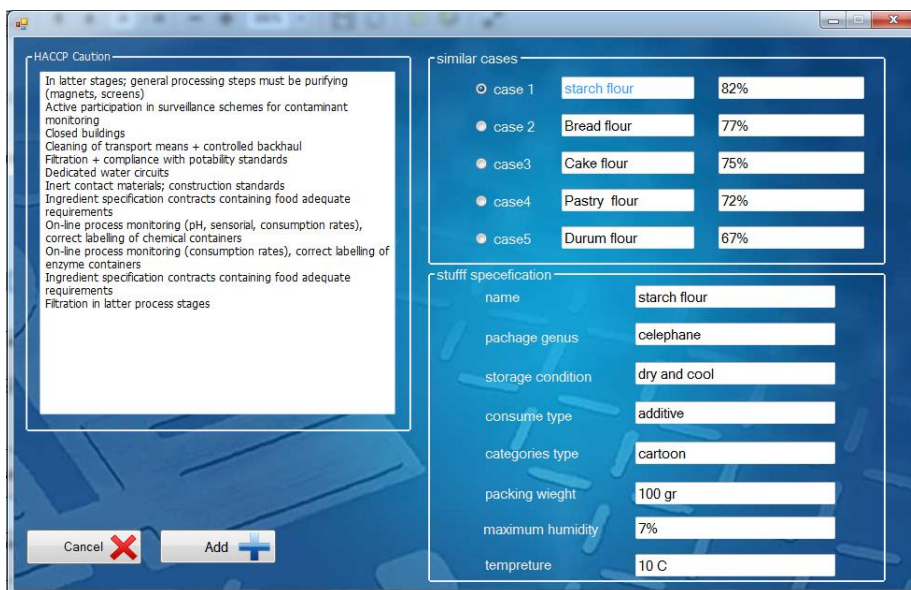 HACCP Caution
In latter stages; general processing steps must be purifying
(magnets, screens)
Active participation in surveillance schemes for contaminant
monitoring
Closed buildings
Cleaning of transport means + controlled backhaul
Filtration + compliance with potability standards
Dedicated water circuits
Inert contact materials; construction standards
Ingredient specification contracts containing food adequate
requirements
On-line process monitoring (pH, sensorial, consumption rates),
correct labelling of chemical containers
On-line process monitoring (consumption rates), correct labelling of
enzyme containers
Ingredient specification contracts containing food adequate
requirements
Filtration in latter process stages
Cancel Add
similar cases
case 1 starch flour 82%
case 2 Bread flour 77%
case3 Cake flour 75%
case4 Pastry flour 72%
case5 Durum flour 67%
stufff specefication
name starch flour
pachage genus celephane
storage condition dry and cool
consume type additive
categories type cartoon
packing wieght 100 gr
maximum humidity 7%
tempreture 10 C